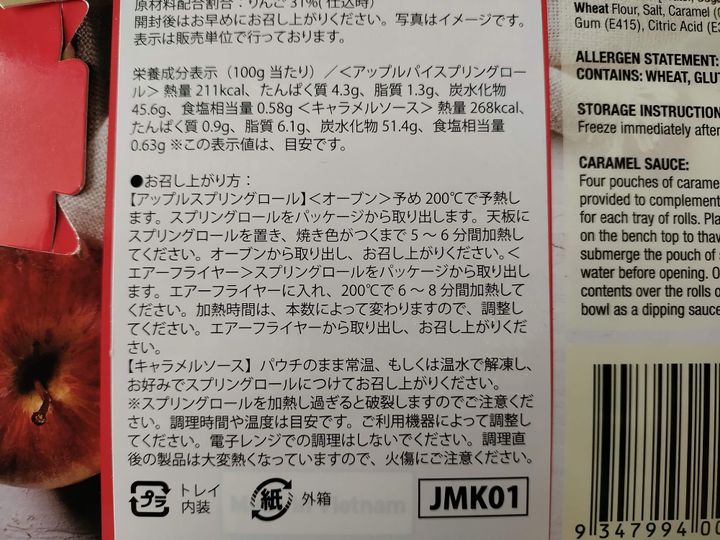 原材料配合割合：りんご 31%( 仕込時)
開封後はお早めにお召し上がりください。写真はイメージです。
表示は販売単位で行っております。
栄養成分表示（100g 当たり）／＜アップルパイスプリングロー
ル＞ 熱量 211kcal、たんぱく質 4.3g、脂質 1.3g、炭水化物
45.6g、食塩相当量 0.58g ＜キャラメルソース＞ 熱量 268kcal、
たんぱく質 0.9g、脂質 6.1g、炭水化物 51.4g、食塩相当量
0.63g ※この表示値は、目安です。
●お召し上がり方：
【アップルスプリングロール】＜オーブン＞予め 200℃で予熱し
ます。スプリングロールをパッケージから取り出します。天板に
スプリングロールを置き、焼き色がつくまで 5 ～ 6 分間加熱し
てください。オーブンから取り出し、お召し上がりください。＜
エアーフライヤー＞スプリングロールをパッケージから取り出し
ます。エアーフライヤーに入れ、200℃で 6 ～ 8 分間加熱して
ください。加熱時間は、本数によって変わりますので、調整し
てください。エアーフライヤーから取り出し、お召し上がりくだ
さい。
【キャラメルソース】パウチのまま常温、もしくは温水で解凍し、
お好みでスプリングロールにつけてお召し上がりください。
※スプリングロールを加熱し過ぎると破裂しますのでご注意くだ
さい。調理時間や温度は目安です。ご利用機器によって調整し
てください。電子レンジでの調理はしないでください。調理直
後の製品は大変熱くなっていますので、火傷にご注意ください。
プラ トレイ
内装
紙 外箱
JMK01
Wheat Flour, Salt, Caramel
Gum (E415), Citric Acid
ALLERGEN STATEMENT:
CONTAINS: WHEAT,
STORAGE
Freeze immediately after
CARAMEL SAUCE:
Four pouches of
provided to complement
for each tray of rolls.
on the bench top to
submerge the pouch of
water before opening.
contents over the rolls
bowl as a dipping sauce
9 347994